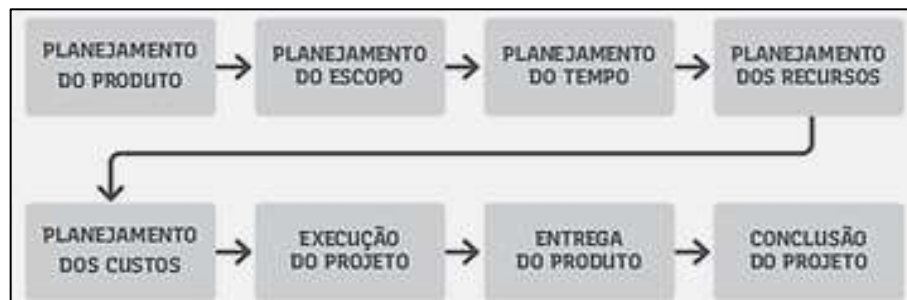 PLANEJAMENTO
DO PRODUTO
PLANEJAMENTO
DO ESCOPO
PLANEJAMENTO
DO TEMPO
PLANEJAMENTO
DOS RECURSOS
PLANEJAMENTO
DOS CUSTOS
EXECUÇÃO
DO PROJETO
ENTREGA
DO PRODUTO
CONCLUSÃO
DO PROJETO